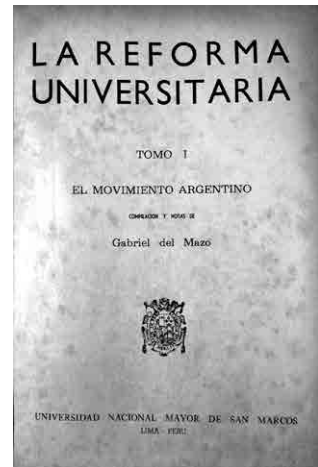 LA REFORMA
UNIVERSITARIA
TOMO I
EL MOVIMIENTO ARGENTINO
COMPILACION Y NOTAS DE
Gabriel del Mazo
UNIVERSIDAD NACIONAL MAYOR DE SAN MARCOS
LIMA - PERU